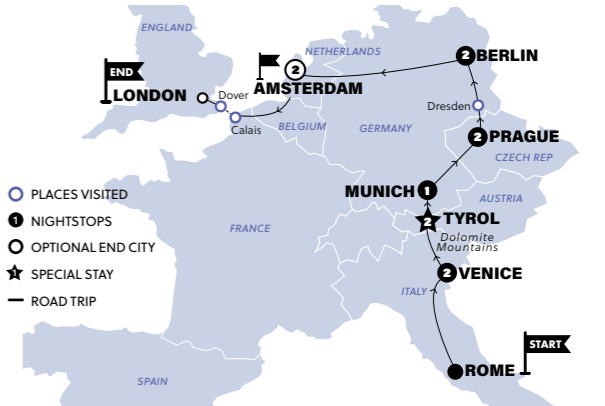 ENGLAND
NETHERLANDS
2 BERLIN
END
LONDON
2
AMSTERDAM
Dover
Calais
Dresden
BELGIUM
GERMANY
2 PRAGUE
CZECH REP
MUNICH 1
AUSTRIA
2 TYROL
Dolomite
Mountains
FRANCE
2 VENICE
ITALY
START
ROME
SPAIN
PLACES VISITED
1 NIGHTSTOPS
OPTIONAL END CITY
1 SPECIAL STAY
ROAD TRIP